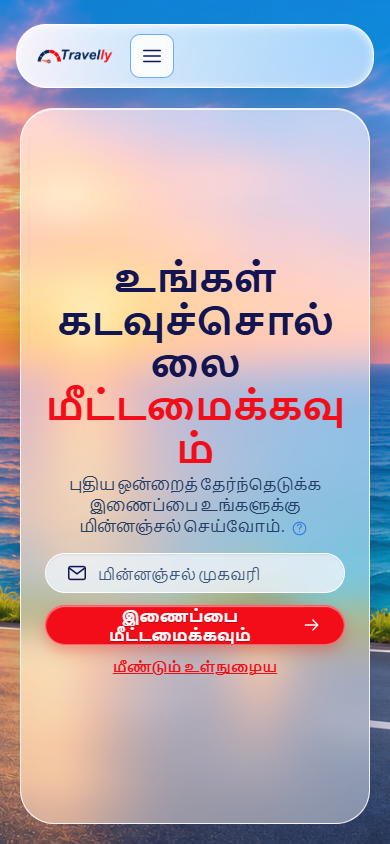 Travelly
உங்கள்
கடவுச்சொல்
லை
மீட்டமைக்கவு
ம்
புதிய ஒன்றைத் தேர்ந்தெடுக்க
இணைப்பை உங்களுக்கு
மின்னஞ்சல் செய்வோம். ?
மின்னஞ்சல் முகவரி
இணைப்பை
மீட்டமைக்கவும்
மீண்டும் உள்நுழைய